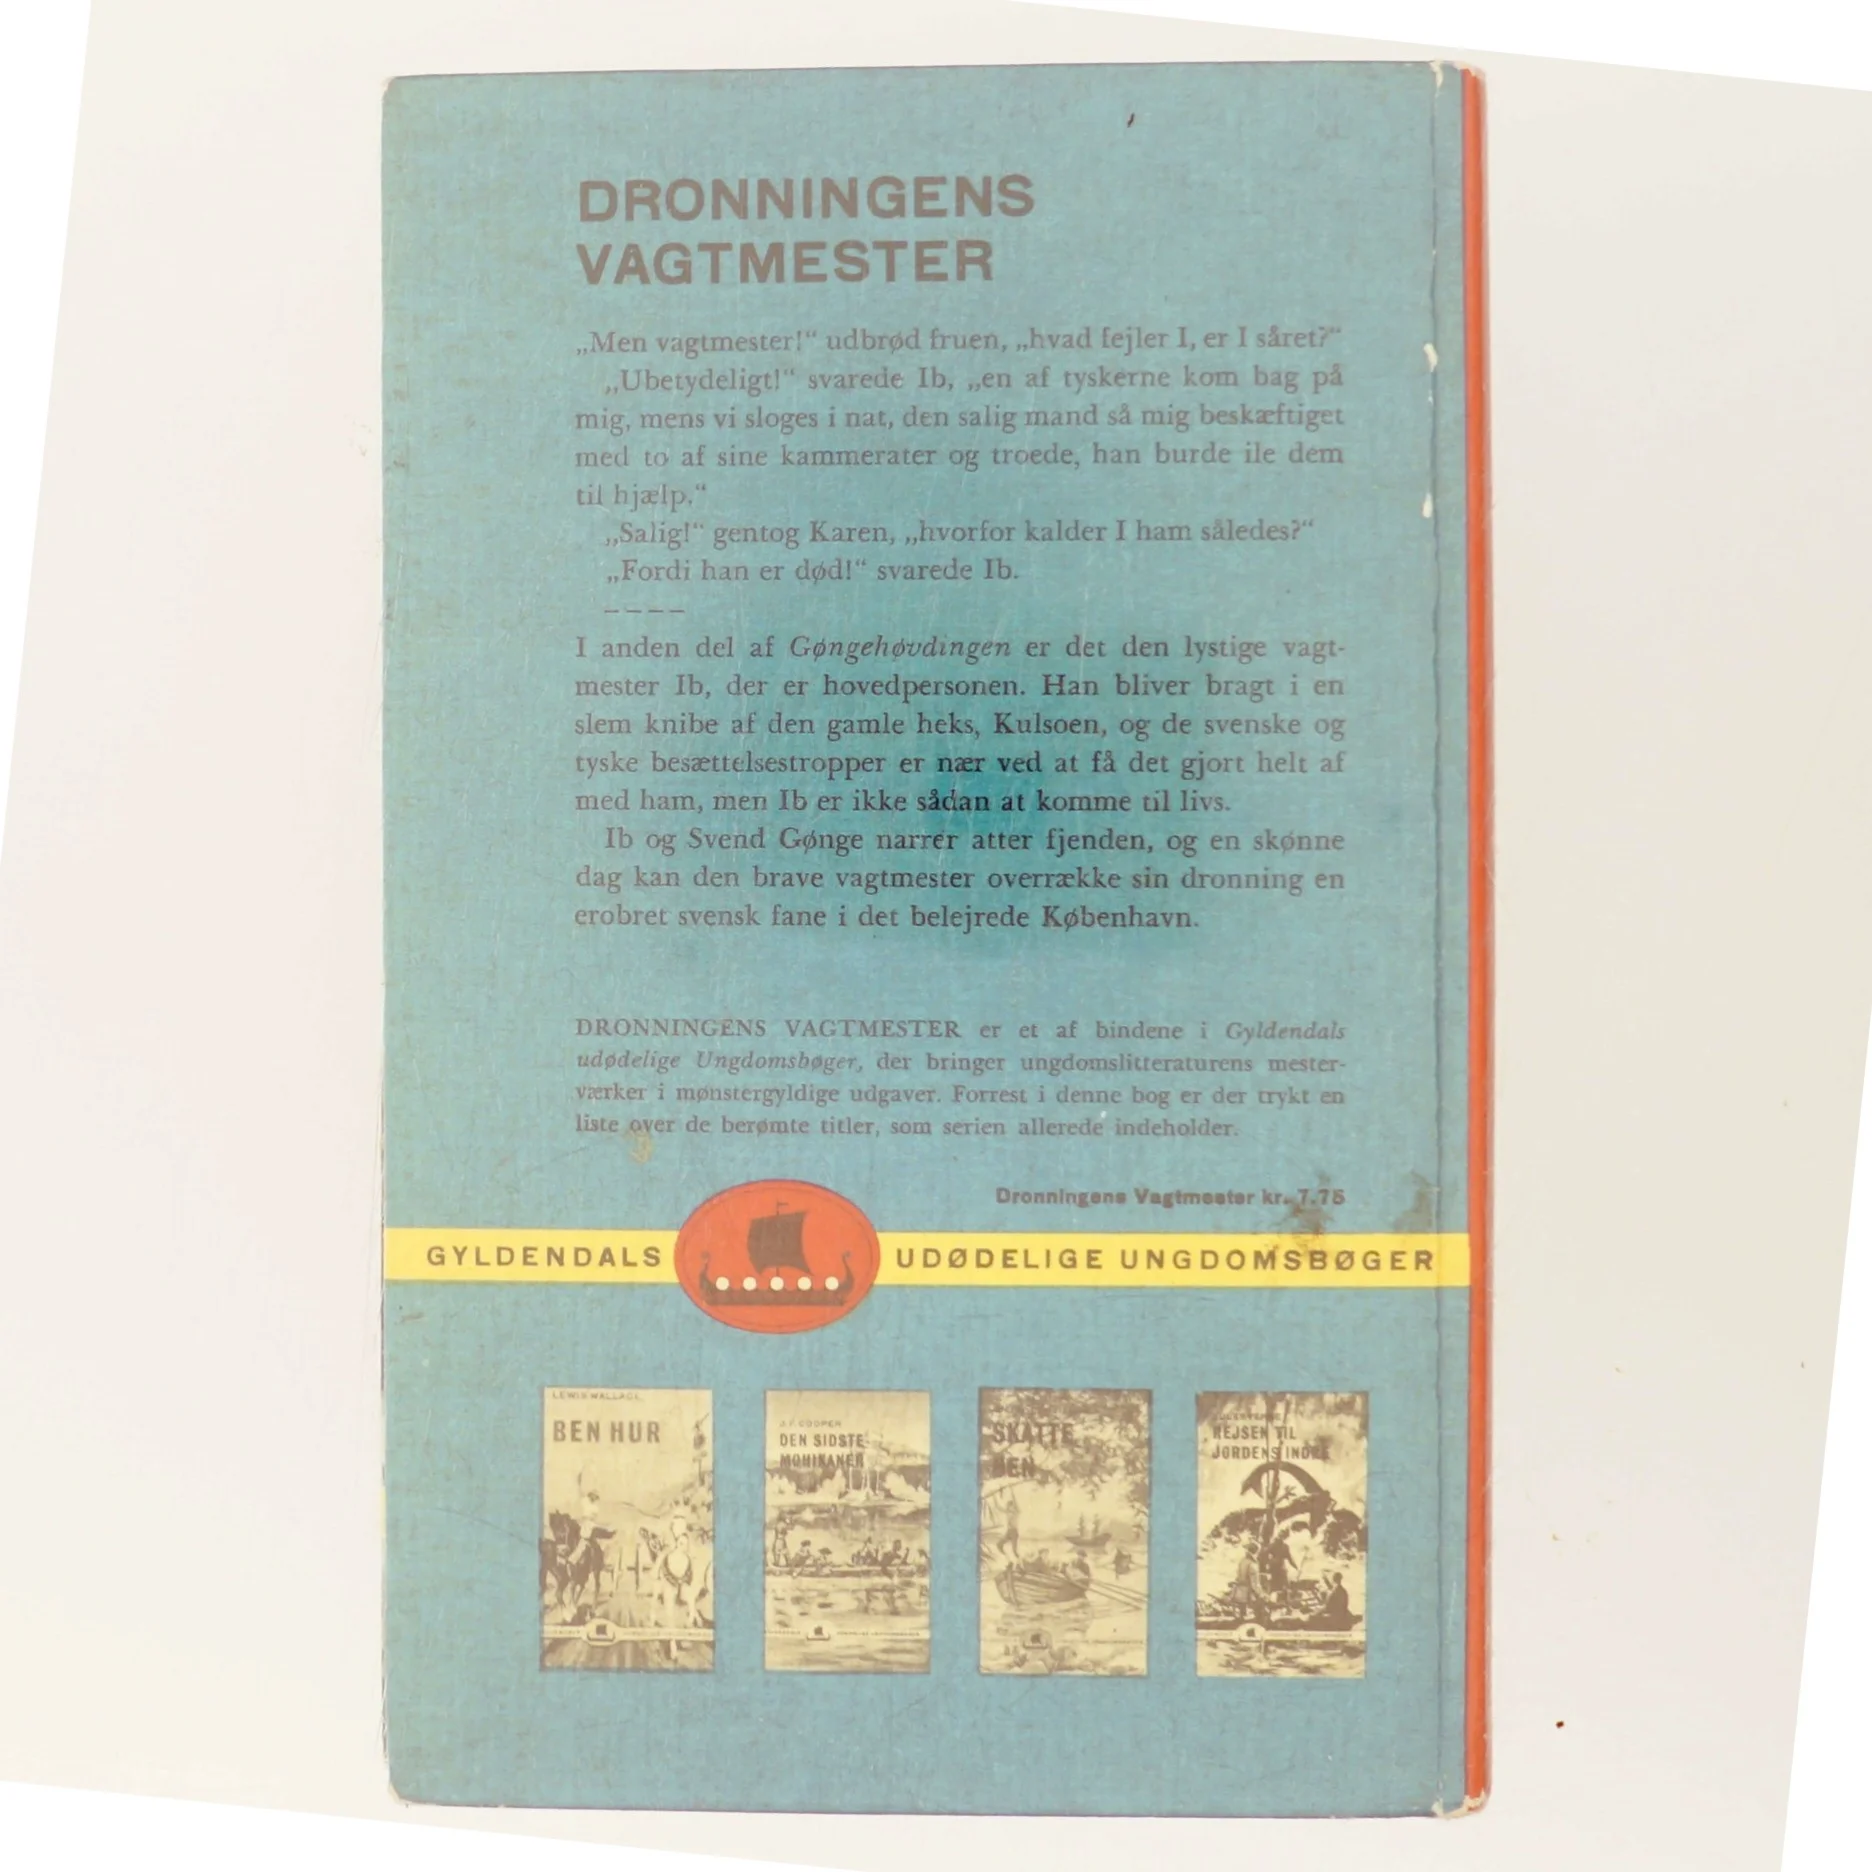 DRONNINGENS
VAGTMESTER
„Men vagtmester!“ udbrød fruen, „hvad fejler I, er I såret?“
„Ubetydeligt!“ svarede Ib, „en af tyskerne kom bag på
mig, mens vi sloges i nat, den salig mand så mig beskæftiget
med to af sine kammerater og troede, han burde ile dem
til hjælp.“
„Salig!“ gentog Karen, „hvorfor kalder I ham således?“
„Fordi han er død!“ svarede Ib.
– – – –
I anden del af Gøngehøvdingen er det den lystige vagt-
mester Ib, der er hovedpersonen. Han bliver bragt i en
slem knibe af den gamle heks, Kulsoen, og de svenske og
tyske besættelsestropper er nær ved at få det gjort helt af
med ham, men Ib er ikke sådan at komme til livs.
Ib og Svend Gønge narrer atter fjenden, og en skønne
dag kan den brave vagtmester overrække sin dronning en
erobret svensk fane i det belejrede København.
DRONNINGENS VAGTMESTER er et af bindene i Gyldendals
udødelige Ungdomsbøger, der bringer ungdomslitteraturens mester-
værker i mønstergyldige udgaver. Forrest i denne bog er der trykt en
liste over de berømte titler, som serien allerede indeholder.
Dronningens Vagtmester kr. 7.75
GYLDENDALS UDØDELIGE UNGDOMSBØGER
LEWIS WALLACE
BEN HUR
J.F. COOPER
DEN SIDSTE
MOHIKANER
SKATTE
ØEN
JULES VERNE
REJSEN TIL
JORDENS INDRE